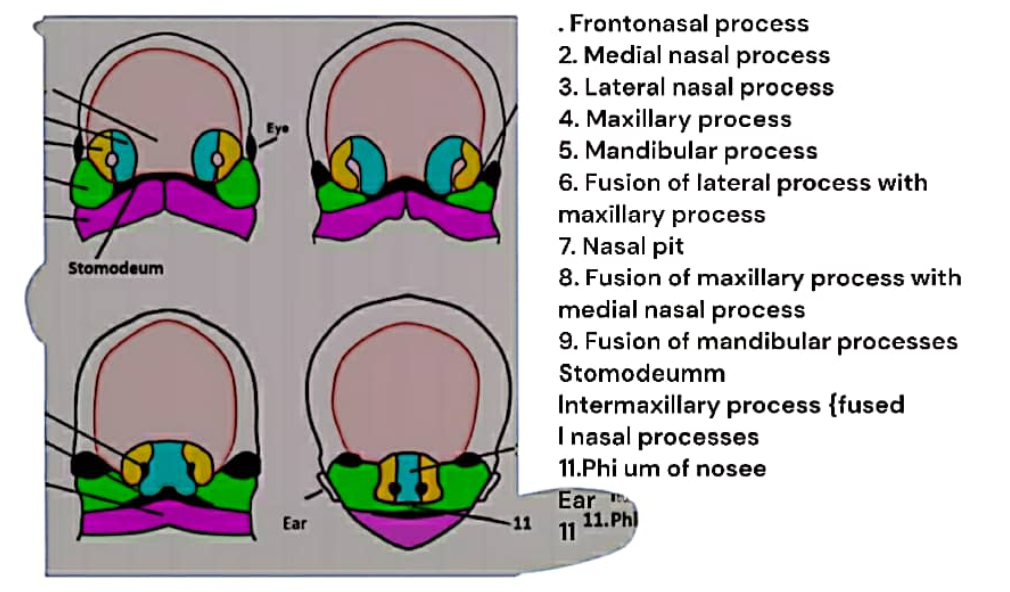 Eye
Stomodeum
Ear
11
. Frontonasal process
2. Medial nasal process
3. Lateral nasal process
4. Maxillary process
5. Mandibular process
6. Fusion of lateral process with
maxillary process
7. Nasal pit
8. Fusion of maxillary process with
medial nasal process
9. Fusion of mandibular processes
Stomodeumm
Intermaxillary process {fused
l nasal processes
11.Phi um of nosee
Ear
11 11.Phl